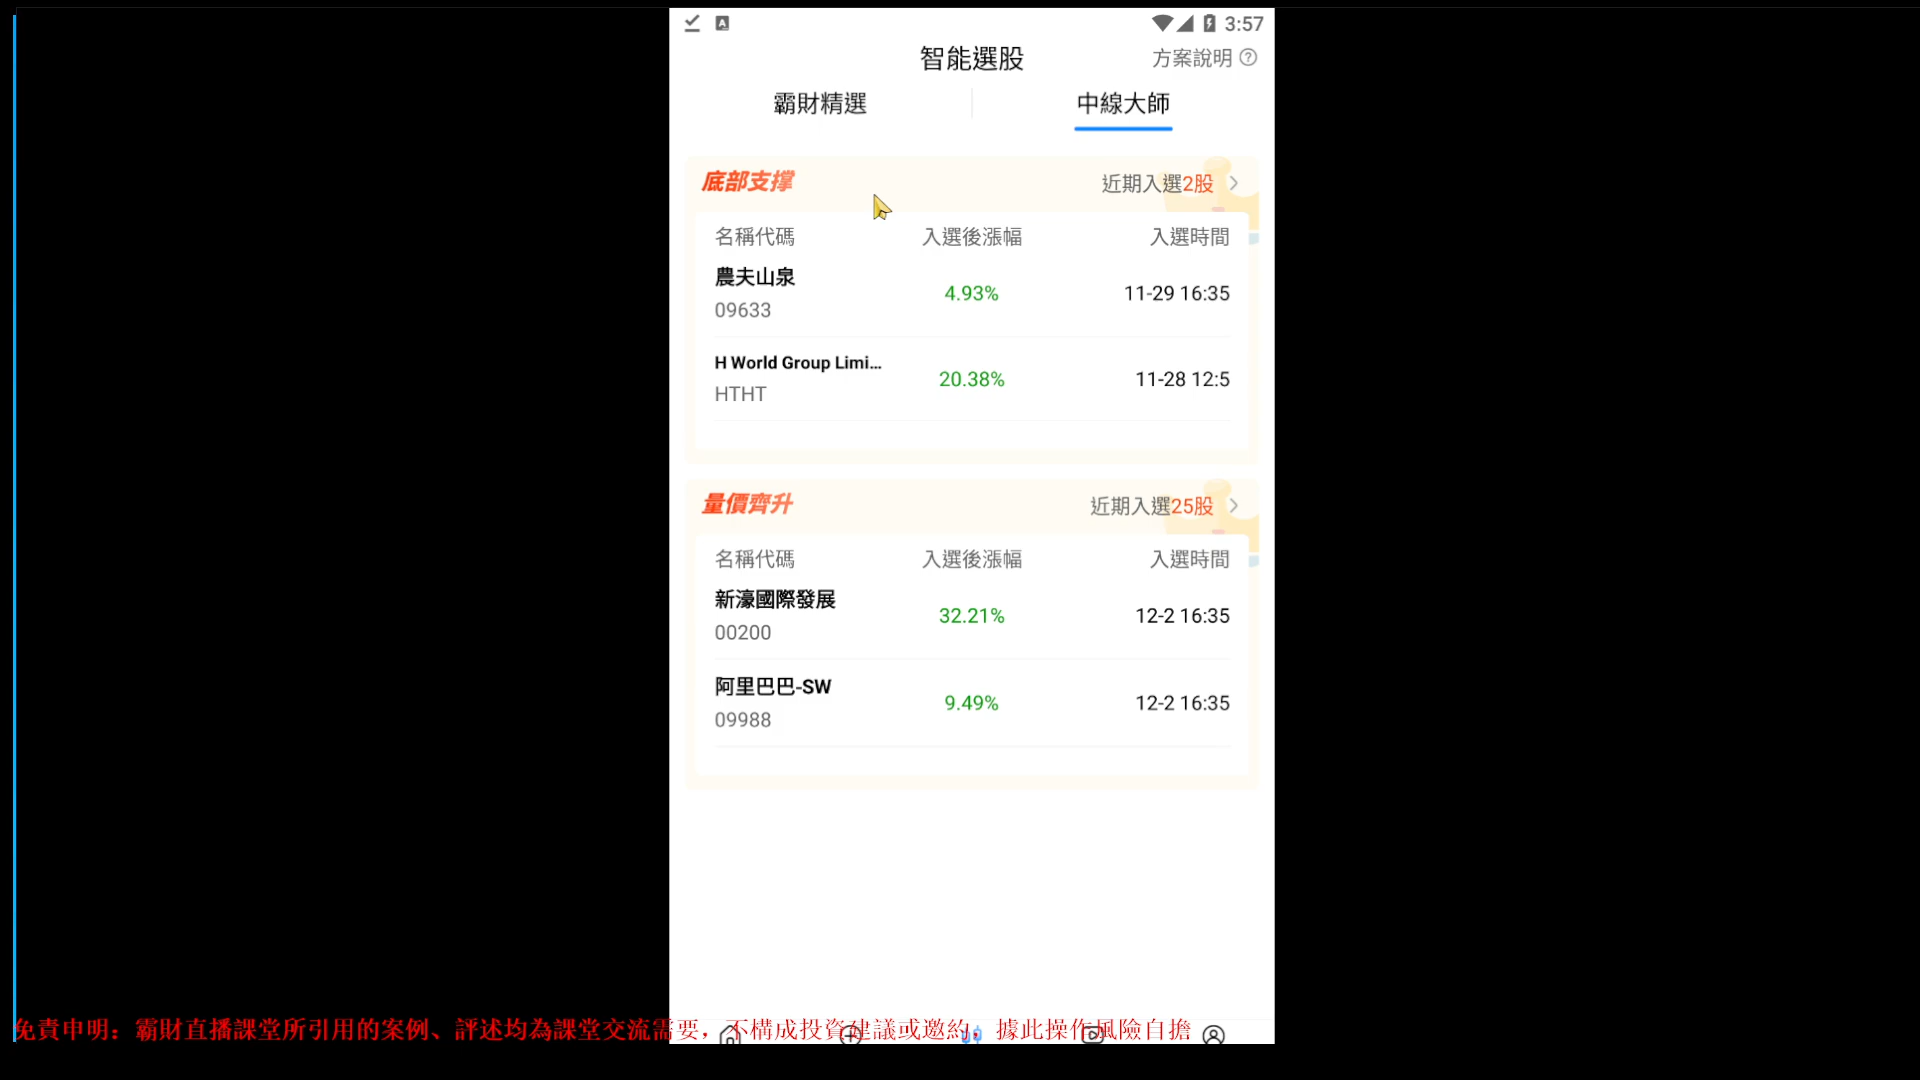 3:57
智能選股
方案說明
霸財精選
中線大師
底部支撐
近期入選2股
名稱代碼 入選後漲幅 入選時間
農夫山泉
09633
4.93%
11-29 16:35
H World Group Limi...
HTHT
20.38%
11-28 12:5
量價齊升
近期入選25股
名稱代碼 入選後漲幅 入選時間
新濠國際發展
00200
32.21%
12-2 16:35
阿里巴巴-SW
09988
9.49%
12-2 16:35
免責申明：霸財直播課堂所引用的案例、評述均為課堂交流需要，不構成投資建議或邀約，據此操作風險自擔